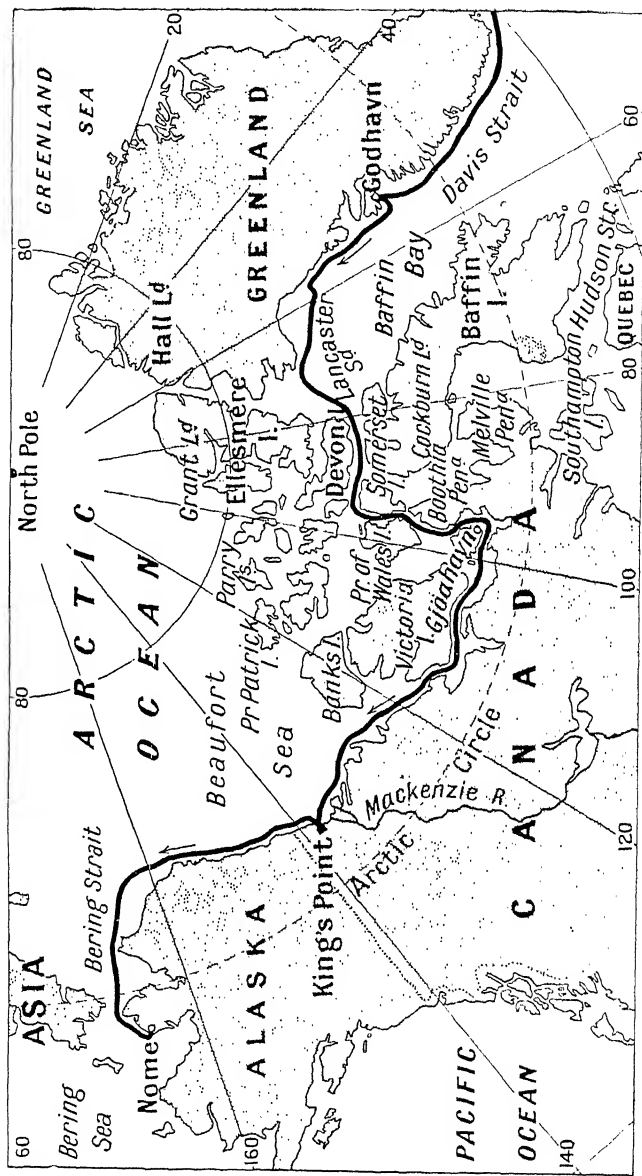 60
ASIA
Bering
Sea
Bering Strait
Nome
160
ALASKA
PACIFIC
OCEAN
140
80
ARCTIC
OCEAN
Beaufort
Sea
Pr Patrick
I.
Parry
Is.
Banks I.
King's Point
Arctic
Circle
Mackenzie R.
CANADA
120
North Pole
Grant Lᵈ
Ellesmere
I.
Hall Lᵈ
Devon I.
Lancaster
Sd
Pr. of
Wales I.
Victoria
I.
Gjöahavn
Somerset
I.
Boothia
Penᵃ
Cockburn Lᵈ
Melville
Penᵃ
Southampton
I.
100
80
GREENLAND
SEA
20
80
GREENLAND
40
Godhavn
Davis Strait
Baffin
Bay
Baffin
I.
Hudson Str.
QUEBEC
80
60